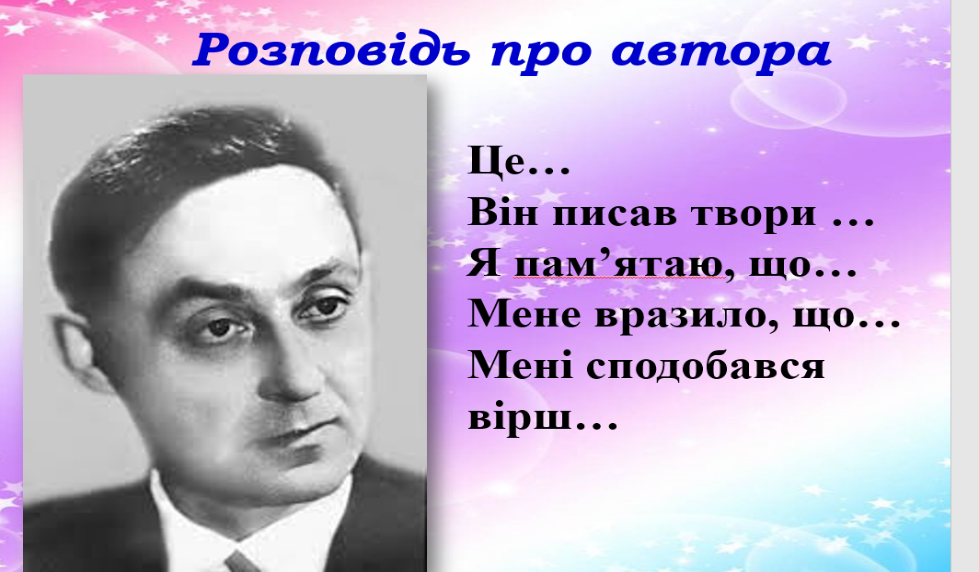 Розповідь про автора
Це…
Він писав твори …
Я пам’ятаю, що…
Мене вразило, що…
Мені сподобався
вірш…